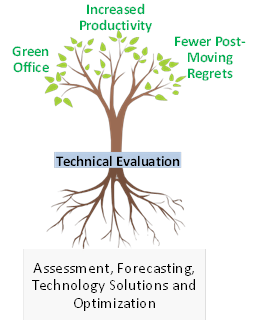 Increased
Productivity
Green
Office
Fewer Post-
Moving
Regrets
Technical Evaluation
Assessment, Forecasting,
Technology Solutions and
Optimization